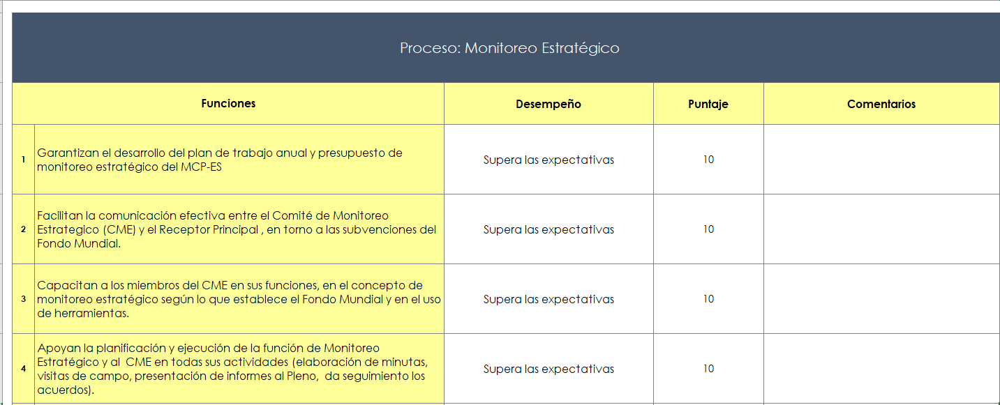 Proceso: Monitoreo Estratégico
Funciones Desempeño Puntaje Comentarios
1 Garantizan el desarrollo del plan de trabajo anual y presupuesto de
monitoreo estratégico del MCP-ES
Supera las expectativas 10
2 Facilitan la comunicación efectiva entre el Comité de Monitoreo
Estrategico (CME) y el Receptor Principal , en torno a las subvenciones del
Fondo Mundial.
Supera las expectativas 10
3 Capacitan a los miembros del CME en sus funciones, en el concepto de
monitoreo estratégico según lo que establece el Fondo Mundial y en el uso
de herramientas.
Supera las expectativas 10
4 Apoyan la planificación y ejecución de la función de Monitoreo
Estratégico y al  CME en todas sus actividades (elaboración de minutas,
visitas de campo, presentación de informes al Pleno,  da seguimiento los
acuerdos).
Supera las expectativas 10